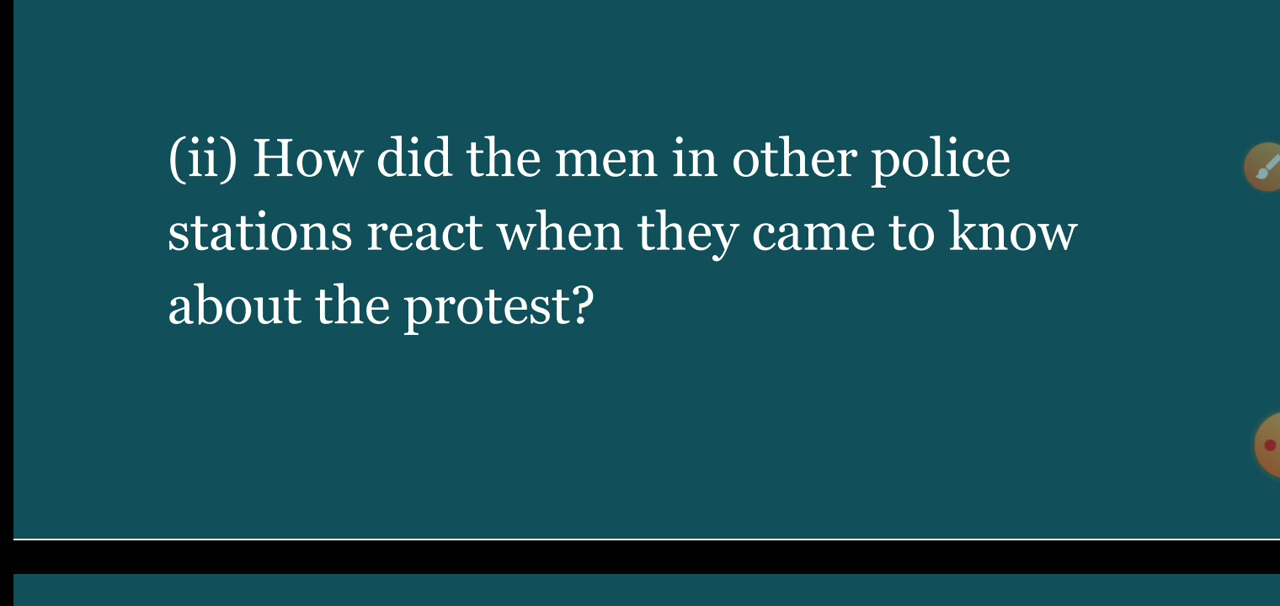 (ii) How did the men in other police
stations react when they came to know
about the protest?